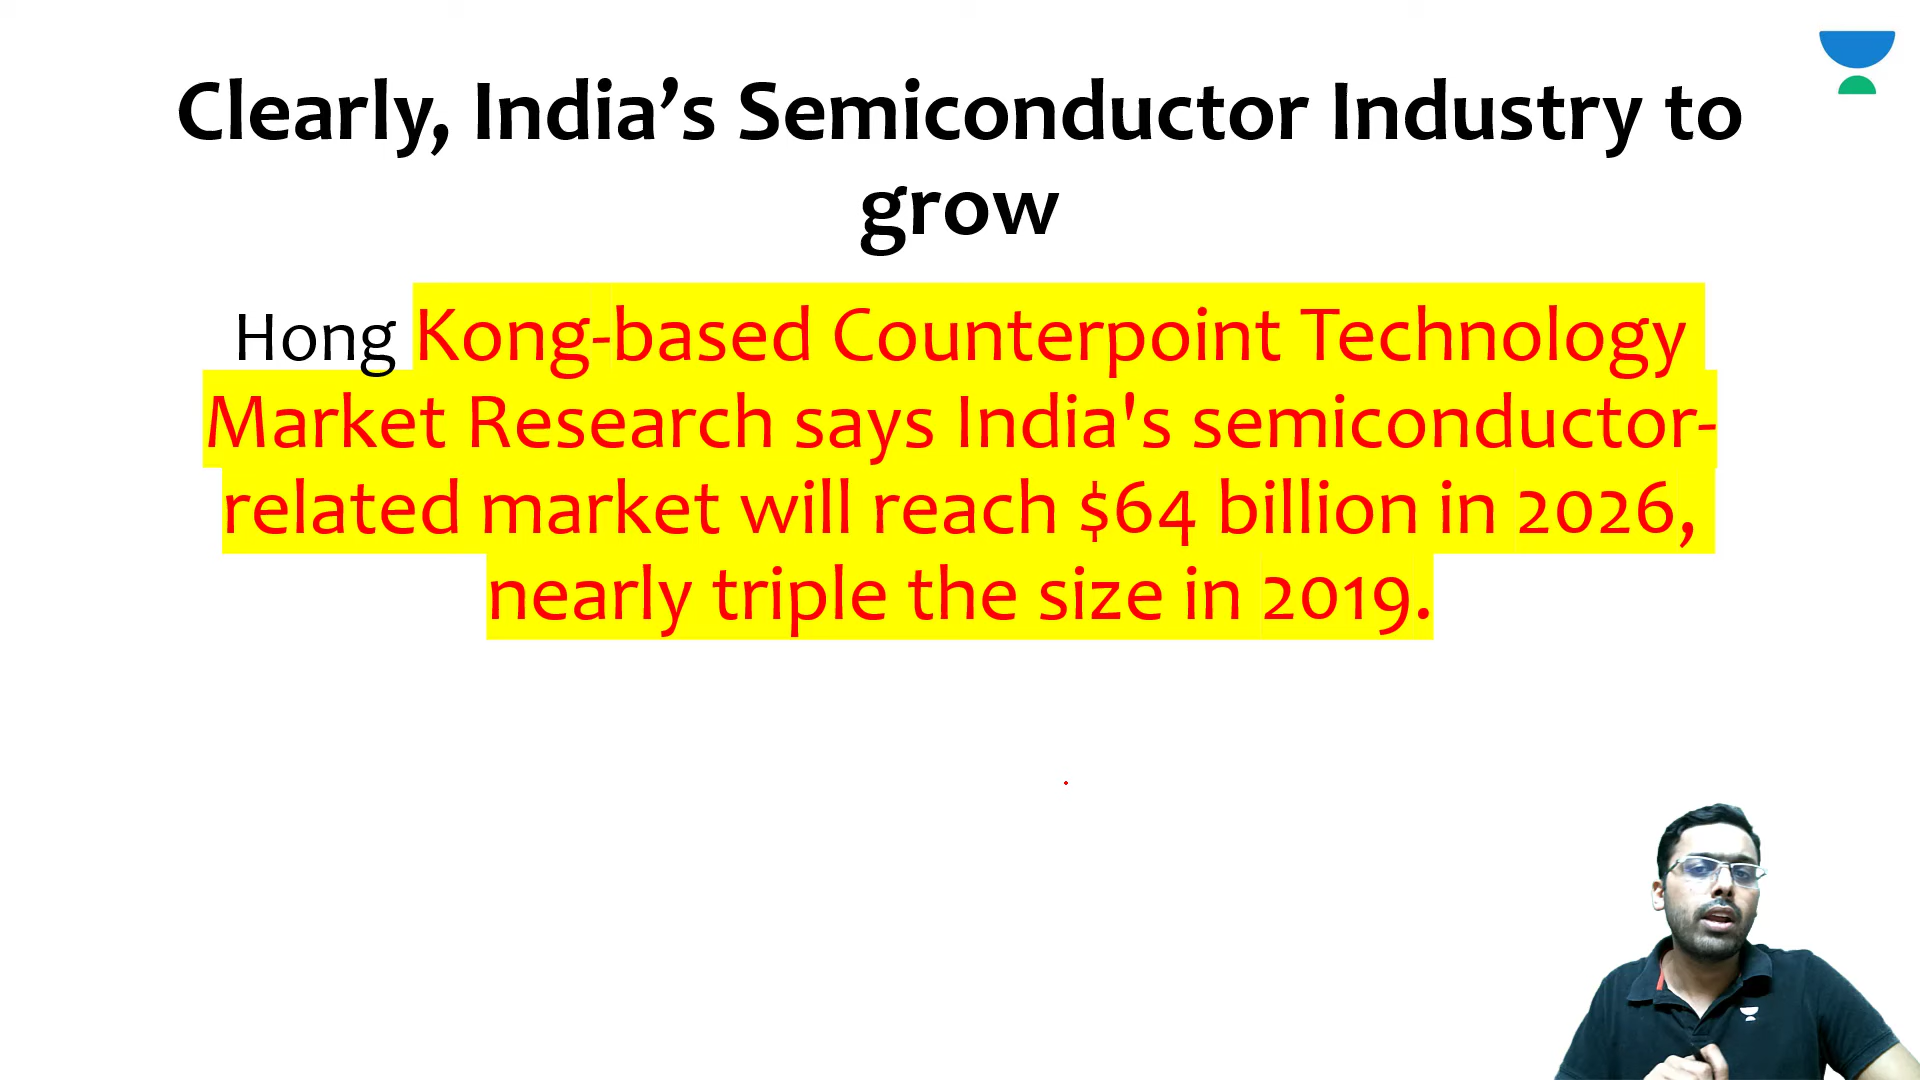 Clearly, India’s Semiconductor Industry to
grow
Hong Kong-based Counterpoint Technology
Market Research says India's semiconductor-
related market will reach $64 billion in 2026,
nearly triple the size in 2019.